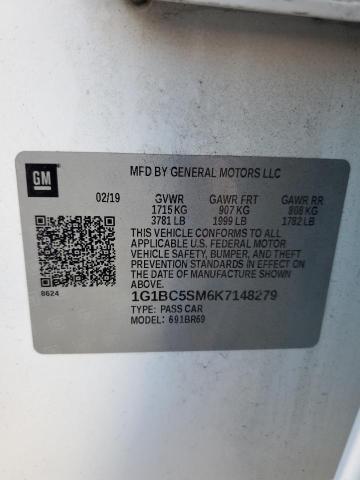 GM
MFD BY GENERAL MOTORS LLC
02/19 GVWR GAWR FRT GAWR RR
1715 KG 907 KG 808 KG
3781 LB 1999 LB 1782 LB
THIS VEHICLE CONFORMS TO ALL
APPLICABLE U.S. FEDERAL MOTOR
VEHICLE SAFETY, BUMPER, AND THEFT
PREVENTION STANDARDS IN EFFECT ON
THE DATE OF MANUFACTURE SHOWN
ABOVE.
8624
1G1BC5SM6K7148279
TYPE: PASS CAR
MODEL: 691BR69